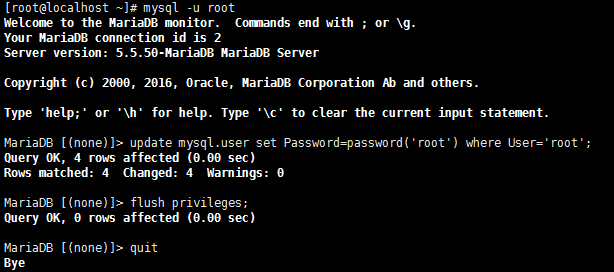 [root@localhost ~]# mysql -u root
Welcome to the MariaDB monitor.  Commands end with ; or \g.
Your MariaDB connection id is 2
Server version: 5.5.50-MariaDB MariaDB Server

Copyright (c) 2000, 2016, Oracle, MariaDB Corporation Ab and others.

Type 'help;' or '\h' for help. Type '\c' to clear the current input statement.

MariaDB [(none)]> update mysql.user set Password=password('root') where User='root';
Query OK, 4 rows affected (0.00 sec)
Rows matched: 4  Changed: 4  Warnings: 0

MariaDB [(none)]> flush privileges;
Query OK, 0 rows affected (0.00 sec)

MariaDB [(none)]> quit
Bye